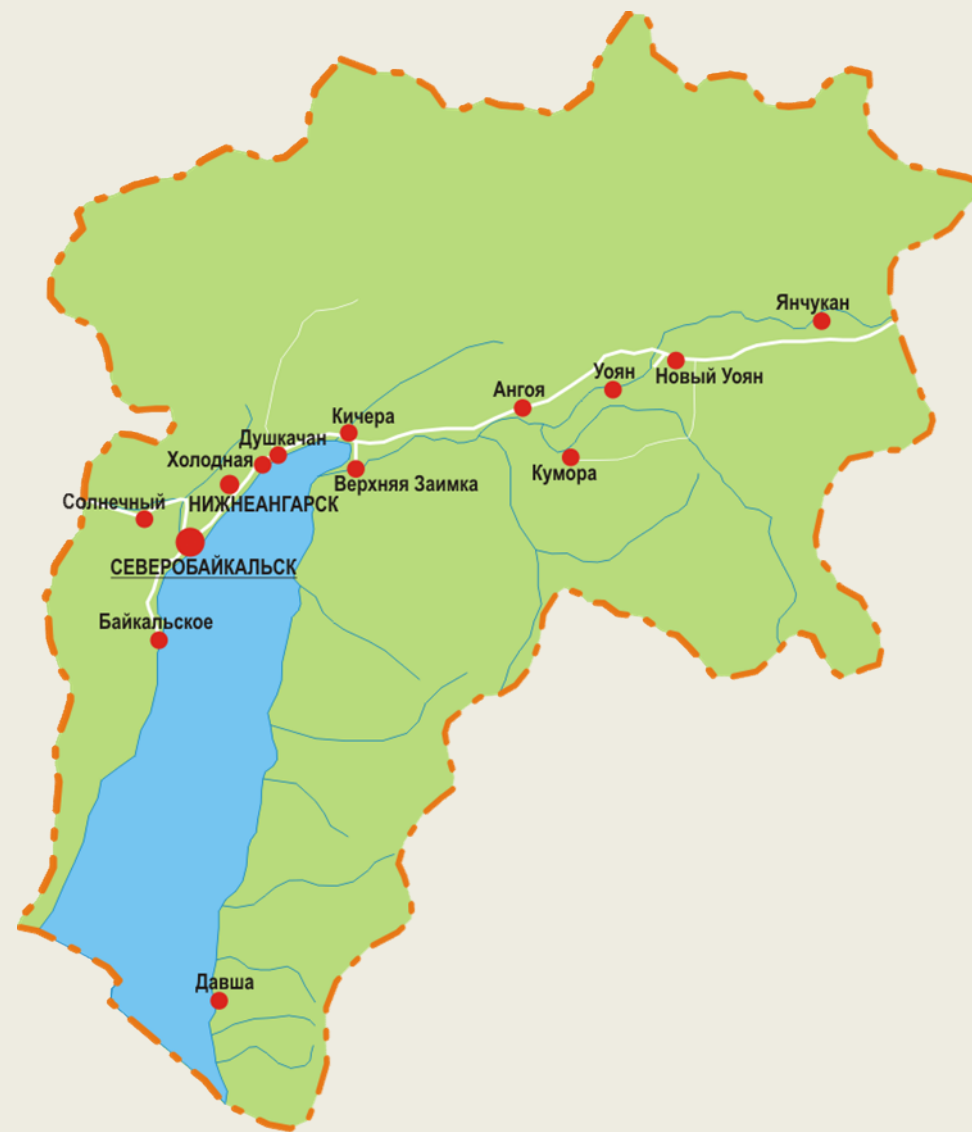 Янчукан
Уоян
Новый Уоян
Ангоя
Кичера
Душкачан
Холодная
Верхняя Заимка
Кумора
Солнечный
НИЖНЕАНГАРСК
СЕВЕРОБАЙКАЛЬСК
Байкальское
Давша